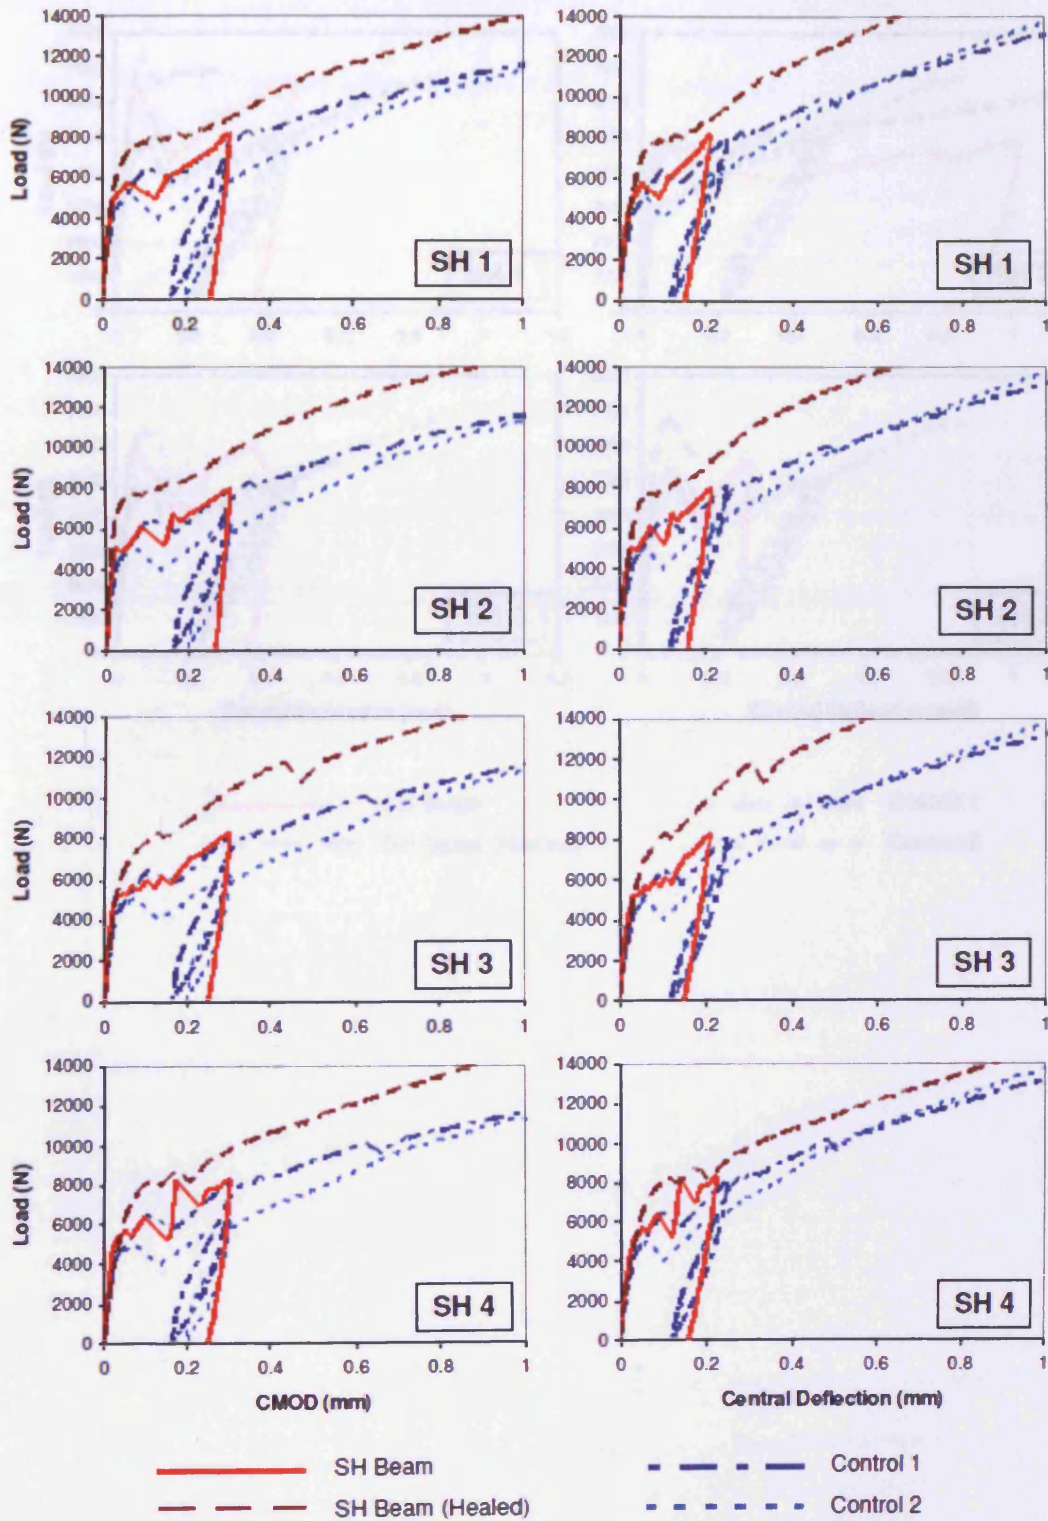 14000 14000
12000 12000
10000 10000
8000 8000
6000 6000
4000 4000
2000 2000
0 0
Load (N)
SH 1 SH 1
0 0.2 0.4 0.6 0.8 1 0 0.2 0.4 0.6 0.8 1
14000 14000
12000 12000
10000 10000
8000 8000
6000 6000
4000 4000
2000 2000
0 0
Load (N)
SH 2 SH 2
0 0.2 0.4 0.6 0.8 1 0 0.2 0.4 0.6 0.8 1
14000 14000
12000 12000
10000 10000
8000 8000
6000 6000
4000 4000
2000 2000
0 0
Load (N)
SH 3 SH 3
0 0.2 0.4 0.6 0.8 1 0 0.2 0.4 0.6 0.8 1
14000 14000
12000 12000
10000 10000
8000 8000
6000 6000
4000 4000
2000 2000
0 0
Load (N)
SH 4 SH 4
0 0.2 0.4 0.6 0.8 1 0 0.2 0.4 0.6 0.8 1
CMOD (mm) Central Deflection (mm)
SH Beam Control 1
SH Beam (Healed) Control 2